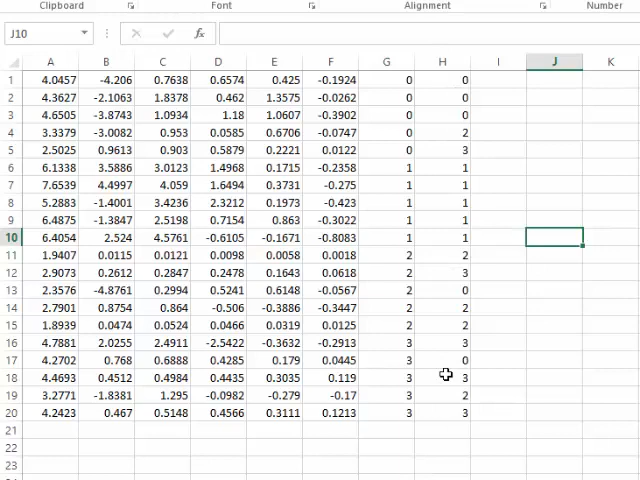 Clipboard Font Alignment Number
J10 fx
A B C D E F G H I J K
1 4.0457 -4.206 0.7638 0.6574 0.425 -0.1924 0 0
2 4.3627 -2.1063 1.8378 0.462 1.3575 -0.0262 0 0
3 4.6505 -3.8743 1.0934 1.18 1.0607 -0.3902 0 0
4 3.3379 -3.0082 0.953 0.0585 0.6706 -0.0747 0 2
5 2.5025 0.9613 0.903 0.5879 0.2221 0.0122 0 3
6 6.1338 3.5886 3.0123 1.4968 0.1715 -0.2358 1 1
7 7.6539 4.4997 4.059 1.6494 0.3731 -0.275 1 1
8 5.2883 -1.4001 3.4236 2.3212 0.1973 -0.423 1 1
9 6.4875 -1.3847 2.5198 0.7154 0.863 -0.3022 1 1
10 6.4054 2.524 4.5761 -0.6105 -0.1671 -0.8083 1 1
11 1.9407 0.0115 0.0121 0.0098 0.0058 0.0018 2 2
12 2.9073 0.2612 0.2847 0.2478 0.1643 0.0618 2 3
13 2.3576 -4.8761 0.2994 0.5241 0.6148 -0.0567 2 0
14 2.7901 0.8754 0.864 -0.506 -0.3886 -0.3447 2 2
15 1.8939 0.0474 0.0524 0.0466 0.0319 0.0125 2 2
16 4.7881 2.0255 2.4911 -2.5422 -0.3632 -0.2913 3 3
17 4.2702 0.768 0.6888 0.4285 0.179 0.0445 3 0
18 4.4693 0.4512 0.4984 0.4435 0.3035 0.119 3 3
19 3.2771 -1.8381 1.295 -0.0982 -0.279 -0.17 3 2
20 4.2423 0.467 0.5148 0.4566 0.3111 0.1213 3 3
21
22
23